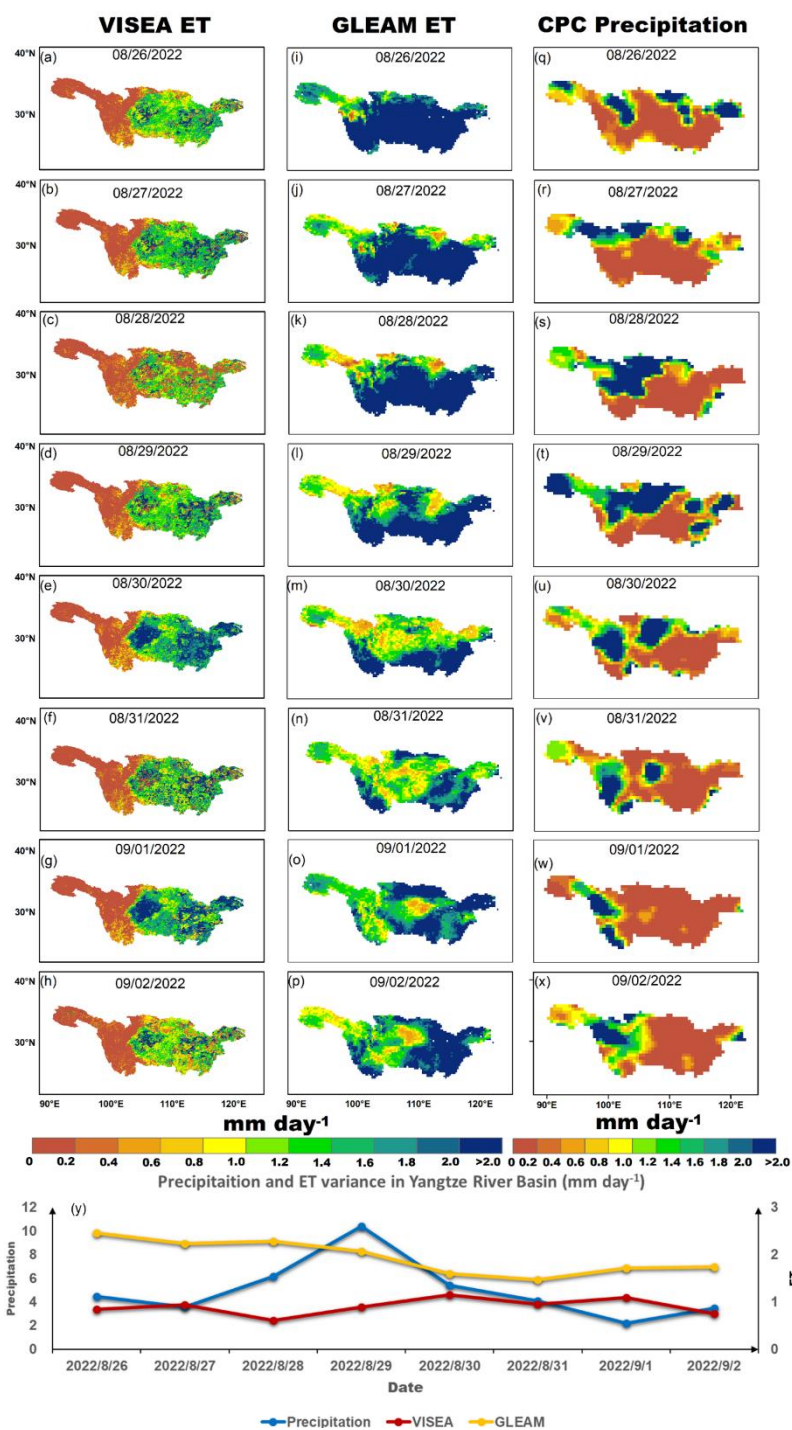 VISEA ET GLEAM ET CPC Precipitation
40°N (a) 08/26/2022 (i) 08/26/2022 (q) 08/26/2022
30°N
40°N (b) 08/27/2022 (j) 08/27/2022 (r) 08/27/2022
30°N
40°N (c) 08/28/2022 (k) 08/28/2022 (s) 08/28/2022
30°N
40°N (d) 08/29/2022 (l) 08/29/2022 (t) 08/29/2022
30°N
40°N (e) 08/30/2022 (m) 08/30/2022 (u) 08/30/2022
30°N
40°N (f) 08/31/2022 (n) 08/31/2022 (v) 08/31/2022
30°N
40°N (g) 09/01/2022 (o) 09/01/2022 (w) 09/01/2022
30°N
40°N (h) 09/02/2022 (p) 09/02/2022 (x) 09/02/2022
30°N
90°E 100°E 110°E 120°E 100°E 110°E 120°E 90°E 100°E 110°E 120°E
mm day-1 mm day-1
0 0.2 0.4 0.6 0.8 1.0 1.2 1.4 1.6 1.8 2.0 >2.0 0 0.2 0.4 0.6 0.8 1.0 1.2 1.4 1.6 1.8 2.0 >2.0
Precipitaition and ET variance in Yangtze River Basin (mm day-1)
12 (y) 3
10
8 2
6
4 1
2
0 0
Precipitation
2022/8/26 2022/8/27 2022/8/28 2022/8/29 2022/8/30 2022/8/31 2022/9/1 2022/9/2
Date
Precipitation VISEA GLEAM